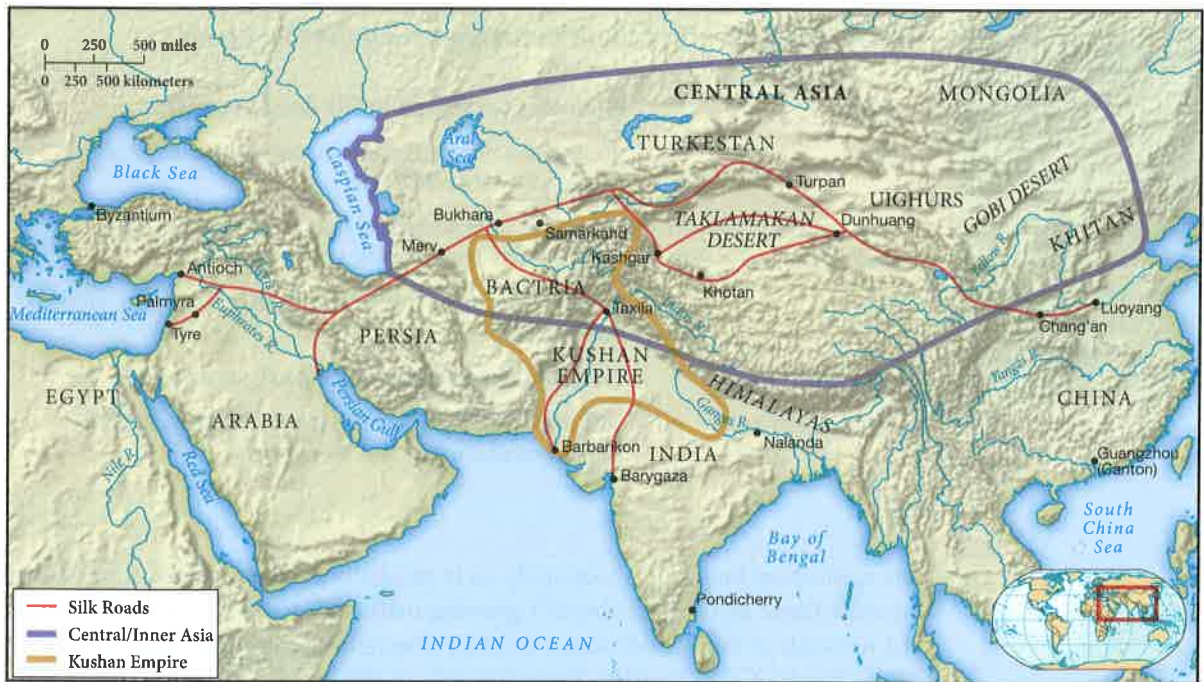 0 250 500 miles
0 250 500 kilometers
CENTRAL ASIA
MONGOLIA
TURKESTAN
Aral
Sea
Black Sea
Caspian Sea
Turpan
UIGHURS
GOBI DESERT
Byzantium
Bukhara
Samarkand
TAKLAMAKAN
DESERT
Dunhuang
KHITAN
Merv
Kashgar
Yellow R.
Antioch
Tigris R.
BACTRIA
Khotan
Palmyra
Euphrates R.
Taxila
Indus R.
Luoyang
Mediterranean Sea
Tyre
PERSIA
Chang'an
KUSHAN
EMPIRE
HIMALAYAS
Yangzi R.
EGYPT
Persian Gulf
Ganges R.
CHINA
ARABIA
Nile R.
Red Sea
Barbarikon
INDIA
Nalanda
Guangzhou
(Canton)
Barygaza
South
China
Sea
Bay of
Bengal
Silk Roads
Pondicherry
Central/Inner Asia
INDIAN OCEAN
Kushan Empire